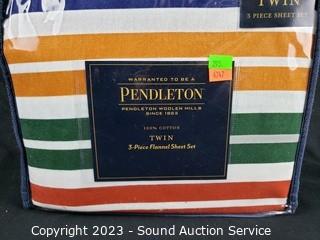 TWIN
3 PIECE SHEET SET
WARRANTED TO BE A
PENDLETON
PENDLETON WOOLEN MILLS
SINCE 1863
100% COTTON
TWIN
3-Piece Flannel Sheet Set
Copyright © 2023 - Sound Auction Service